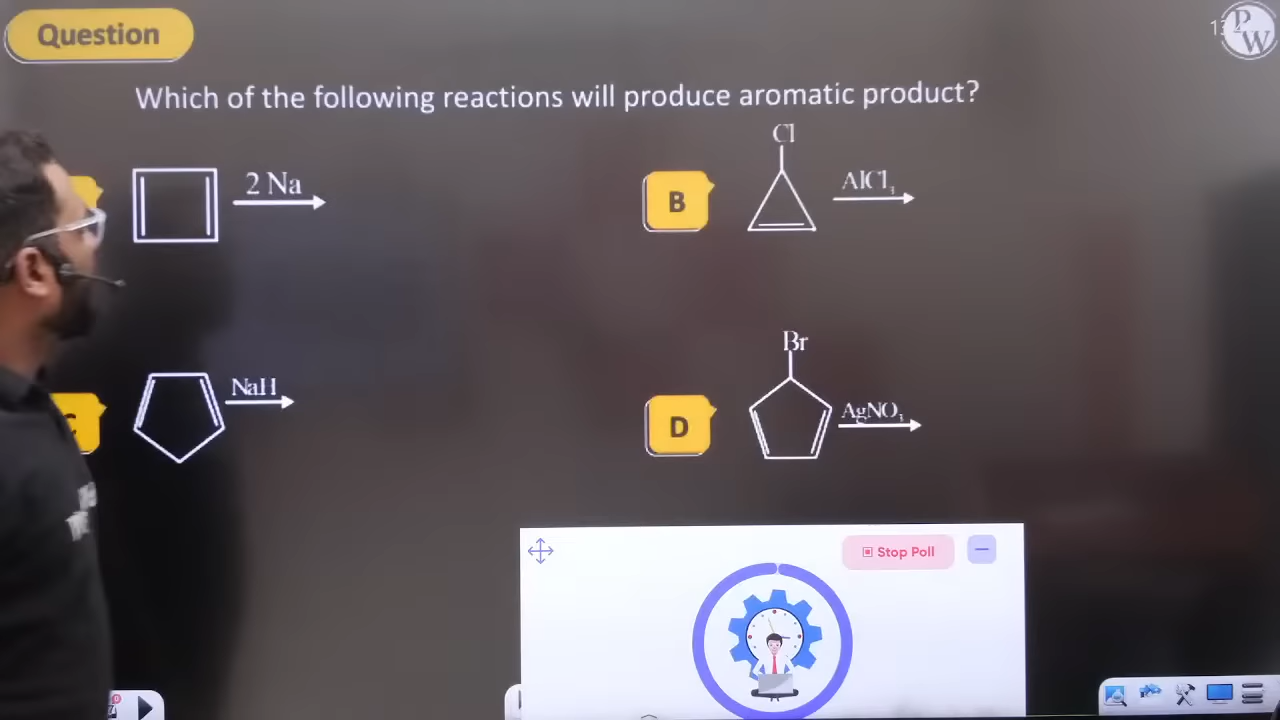 Question
Which of the following reactions will produce aromatic product?
2 Na
B
Cl
AlCl3
C
NaH
D
Br
AgNO3
Stop Poll
PW